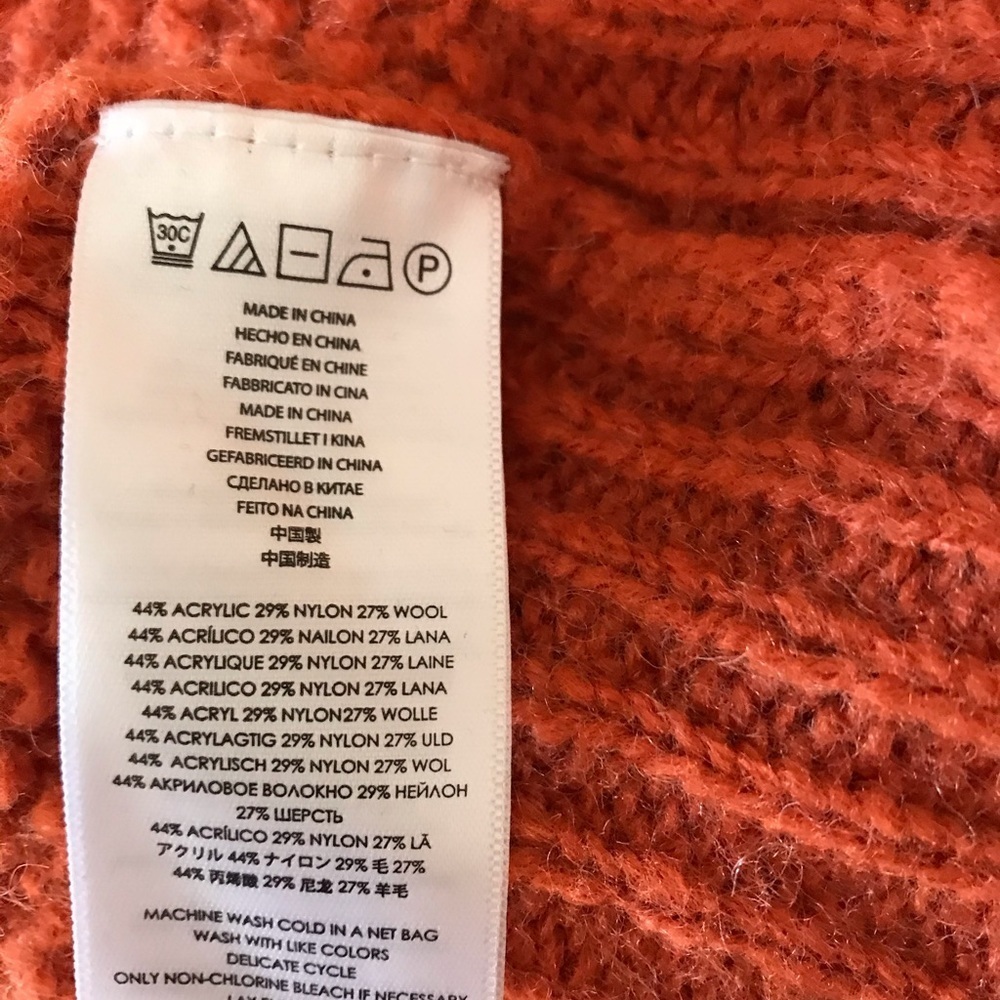 30C
P
MADE IN CHINA
HECHO EN CHINA
FABRIQUÉ EN CHINE
FABBRICATO IN CINA
MADE IN CHINA
FREMSTILLET I KINA
GEFABRICEERD IN CHINA
СДЕЛАНО В КИТАЕ
FEITO NA CHINA
中国製
中国制造
44% ACRYLIC 29% NYLON 27% WOOL
44% ACRÍLICO 29% NAILON 27% LANA
44% ACRYLIQUE 29% NYLON 27% LAINE
44% ACRILICO 29% NYLON 27% LANA
44% ACRYL 29% NYLON27% WOLLE
44% ACRYLAGTIG 29% NYLON 27% ULD
44% ACRYLISCH 29% NYLON 27% WOL
44% АКРИЛОВОЕ ВОЛОКНО 29% НЕЙЛОН
27% ШЕРСТЬ
44% ACRÍLICO 29% NYLON 27% LÃ
アクリル 44% ナイロン 29% 毛 27%
44% 丙烯酸 29% 尼龙 27% 羊毛
MACHINE WASH COLD IN A NET BAG
WASH WITH LIKE COLORS
DELICATE CYCLE
ONLY NON-CHLORINE BLEACH IF NECESSARY
LAY